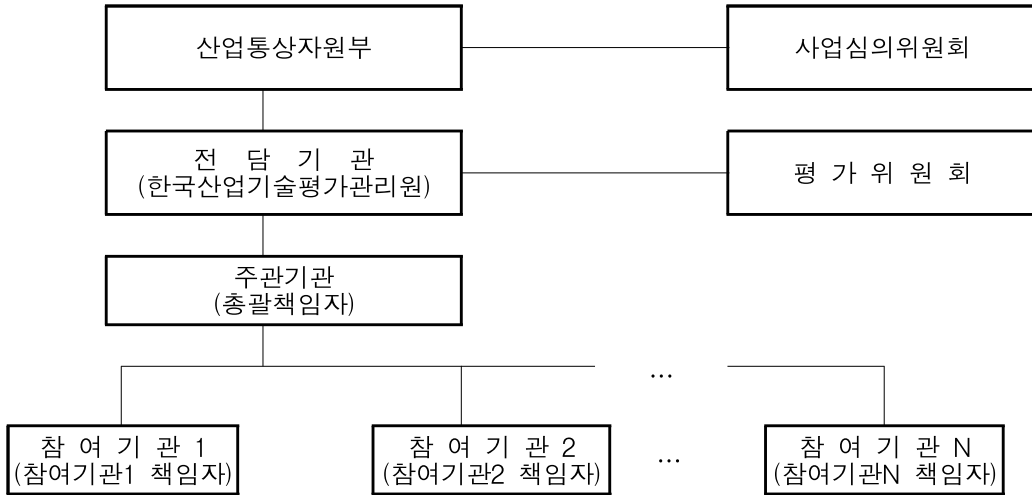 산업통상자원부
사업심의위원회
전 담 기 관
(한국산업기술평가관리원)
평 가 위 원 회
주관기관
(총괄책임자)
...
참 여 기 관 1
(참여기관1 책임자)
참 여 기 관 2
(참여기관2 책임자)
...
참 여 기 관 N
(참여기관N 책임자)